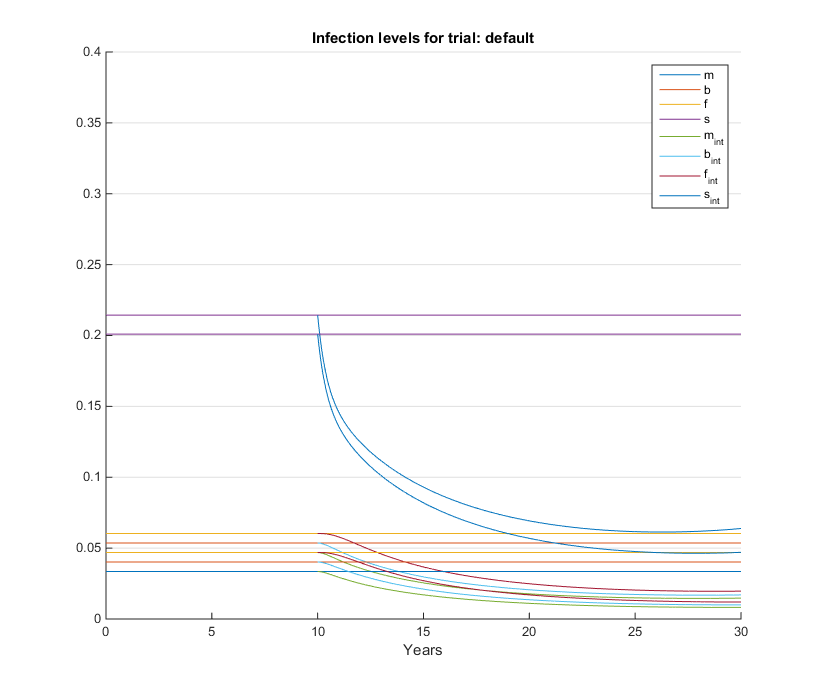 Infection levels for trial: default
0.4
0.35
0.3
0.25
0.2
0.15
0.1
0.05
0
m
b
f
s
m_int
b_int
f_int
s_int
0 5 10 15 20 25 30
Years